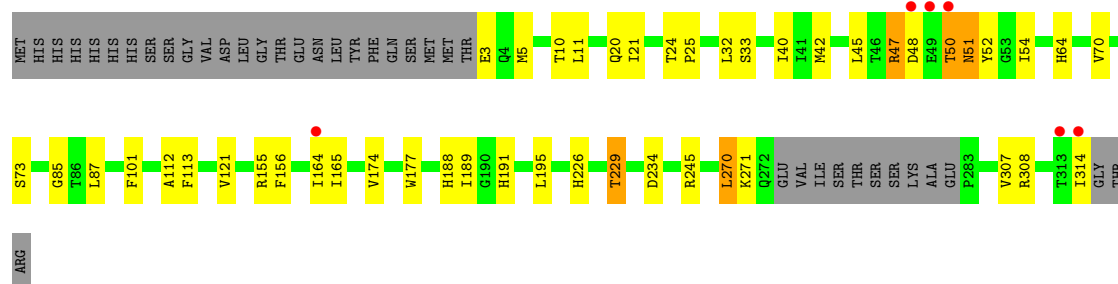 MET HIS HIS HIS HIS HIS HIS SER SER GLY VAL ASP LEU GLY THR GLU ASN LEU TYR PHE GLN SER MET MET THR E3 Q4 M5 T10 L11 Q20 I21 T24 P25 L32 S33 I40 I41 M42 L45 T46 R47 D48 E49 T50 N51 Y52 G53 I54 H64 V70
S73 G85 T86 L87 F101 A112 F113 V121 R155 F156 I164 I165 V174 W177 H188 I189 G190 H191 L195 H226 T229 D234 R245 L270 K271 Q272 GLU VAL ILE SER THR SER SER LYS ALA GLU P283 V307 R308 T313 I314 GLY THR
ARG